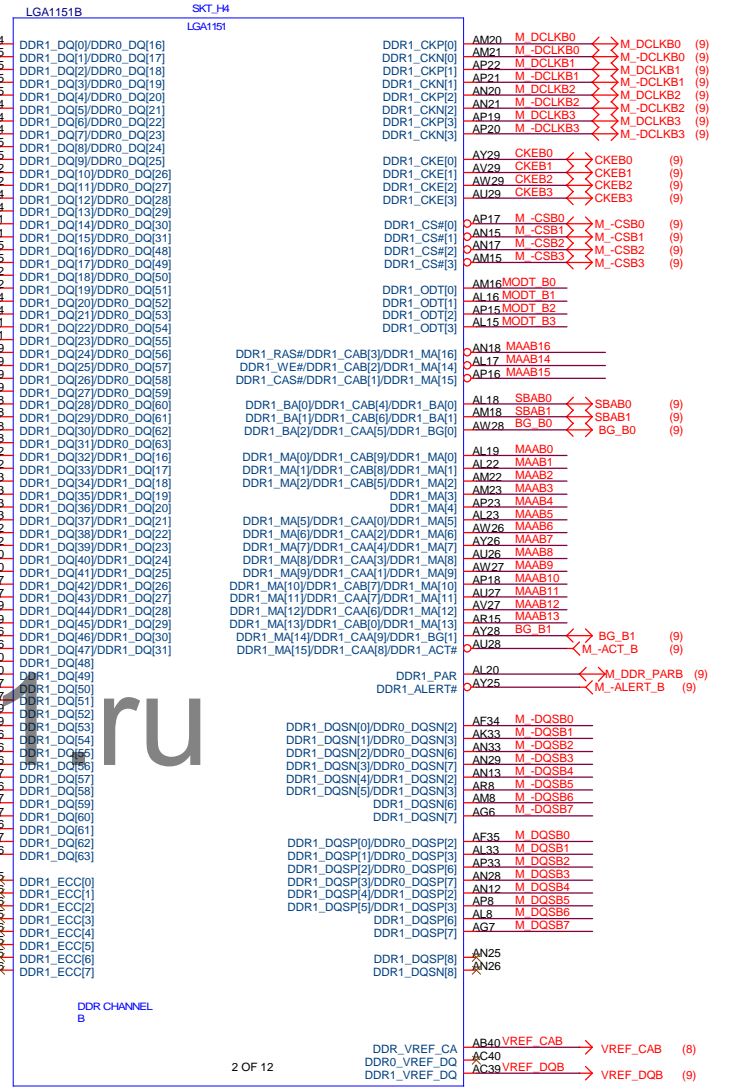 LGA1151B
SKT_H4
LGA1151
DDR1_DQ[0]/DDR0_DQ[16]
DDR1_DQ[1]/DDR0_DQ[17]
DDR1_DQ[2]/DDR0_DQ[18]
DDR1_DQ[3]/DDR0_DQ[19]
DDR1_DQ[4]/DDR0_DQ[20]
DDR1_DQ[5]/DDR0_DQ[21]
DDR1_DQ[6]/DDR0_DQ[22]
DDR1_DQ[7]/DDR0_DQ[23]
DDR1_DQ[8]/DDR0_DQ[24]
DDR1_DQ[9]/DDR0_DQ[25]
DDR1_DQ[10]/DDR0_DQ[26]
DDR1_DQ[11]/DDR0_DQ[27]
DDR1_DQ[12]/DDR0_DQ[28]
DDR1_DQ[13]/DDR0_DQ[29]
DDR1_DQ[14]/DDR0_DQ[30]
DDR1_DQ[15]/DDR0_DQ[31]
DDR1_DQ[16]/DDR0_DQ[48]
DDR1_DQ[17]/DDR0_DQ[49]
DDR1_DQ[18]/DDR0_DQ[50]
DDR1_DQ[19]/DDR0_DQ[51]
DDR1_DQ[20]/DDR0_DQ[52]
DDR1_DQ[21]/DDR0_DQ[53]
DDR1_DQ[22]/DDR0_DQ[54]
DDR1_DQ[23]/DDR0_DQ[55]
DDR1_DQ[24]/DDR0_DQ[56]
DDR1_DQ[25]/DDR0_DQ[57]
DDR1_DQ[26]/DDR0_DQ[58]
DDR1_DQ[27]/DDR0_DQ[59]
DDR1_DQ[28]/DDR0_DQ[60]
DDR1_DQ[29]/DDR0_DQ[61]
DDR1_DQ[30]/DDR0_DQ[62]
DDR1_DQ[31]/DDR0_DQ[63]
DDR1_DQ[32]/DDR1_DQ[16]
DDR1_DQ[33]/DDR1_DQ[17]
DDR1_DQ[34]/DDR1_DQ[18]
DDR1_DQ[35]/DDR1_DQ[19]
DDR1_DQ[36]/DDR1_DQ[20]
DDR1_DQ[37]/DDR1_DQ[21]
DDR1_DQ[38]/DDR1_DQ[22]
DDR1_DQ[39]/DDR1_DQ[23]
DDR1_DQ[40]/DDR1_DQ[24]
DDR1_DQ[41]/DDR1_DQ[25]
DDR1_DQ[42]/DDR1_DQ[26]
DDR1_DQ[43]/DDR1_DQ[27]
DDR1_DQ[44]/DDR1_DQ[28]
DDR1_DQ[45]/DDR1_DQ[29]
DDR1_DQ[46]/DDR1_DQ[30]
DDR1_DQ[47]/DDR1_DQ[31]
DDR1_DQ[48]
DDR1_DQ[49]
DDR1_DQ[50]
DDR1_DQ[51]
DDR1_DQ[52]
DDR1_DQ[53]
DDR1_DQ[54]
DDR1_DQ[55]
DDR1_DQ[56]
DDR1_DQ[57]
DDR1_DQ[58]
DDR1_DQ[59]
DDR1_DQ[60]
DDR1_DQ[61]
DDR1_DQ[62]
DDR1_DQ[63]
DDR1_ECC[0]
DDR1_ECC[1]
DDR1_ECC[2]
DDR1_ECC[3]
DDR1_ECC[4]
DDR1_ECC[5]
DDR1_ECC[6]
DDR1_ECC[7]
DDR CHANNEL
B
2 OF 12
1.ru
DDR1_CKP[0] AM20 M_DCLKB0 M_DCLKB0 (9)
DDR1_CKN[0] AM21 M_-DCLKB0 M_-DCLKB0 (9)
DDR1_CKP[1] AP22 M_DCLKB1 M_DCLKB1 (9)
DDR1_CKN[1] AP21 M_-DCLKB1 M_-DCLKB1 (9)
DDR1_CKP[2] AN20 M_DCLKB2 M_DCLKB2 (9)
DDR1_CKN[2] AN21 M_-DCLKB2 M_-DCLKB2 (9)
DDR1_CKP[3] AP19 M_DCLKB3 M_DCLKB3 (9)
DDR1_CKN[3] AP20 M_-DCLKB3 M_-DCLKB3 (9)
DDR1_CKE[0] AY29 CKEB0 CKEB0 (9)
DDR1_CKE[1] AV29 CKEB1 CKEB1 (9)
DDR1_CKE[2] AW29 CKEB2 CKEB2 (9)
DDR1_CKE[3] AU29 CKEB3 CKEB3 (9)
DDR1_CS#[0] AP17 M_-CSB0 M_-CSB0 (9)
DDR1_CS#[1] AN15 M_-CSB1 M_-CSB1 (9)
DDR1_CS#[2] AN17 M_-CSB2 M_-CSB2 (9)
DDR1_CS#[3] AM15 M_-CSB3 M_-CSB3 (9)
DDR1_ODT[0] AM16 MODT_B0
DDR1_ODT[1] AL16 MODT_B1
DDR1_ODT[2] AP15 MODT_B2
DDR1_ODT[3] AL15 MODT_B3
DDR1_RAS#/DDR1_CAB[3]/DDR1_MA[16] AN18 MAAB16
DDR1_WE#/DDR1_CAB[2]/DDR1_MA[14] AL17 MAAB14
DDR1_CAS#/DDR1_CAB[1]/DDR1_MA[15] AP16 MAAB15
DDR1_BA[0]/DDR1_CAB[4]/DDR1_BA[0] AL18 SBAB0 SBAB0 (9)
DDR1_BA[1]/DDR1_CAB[6]/DDR1_BA[1] AM18 SBAB1 SBAB1 (9)
DDR1_BA[2]/DDR1_CAA[5]/DDR1_BG[0] AW28 BG_B0 BG_B0 (9)
DDR1_MA[0]/DDR1_CAB[9]/DDR1_MA[0] AL19 MAAB0
DDR1_MA[1]/DDR1_CAB[8]/DDR1_MA[1] AL22 MAAB1
DDR1_MA[2]/DDR1_CAB[5]/DDR1_MA[2] AM22 MAAB2
DDR1_MA[3] AM23 MAAB3
DDR1_MA[4] AP23 MAAB4
DDR1_MA[5]/DDR1_CAA[0]/DDR1_MA[5] AL23 MAAB5
DDR1_MA[6]/DDR1_CAA[2]/DDR1_MA[6] AW26 MAAB6
DDR1_MA[7]/DDR1_CAA[4]/DDR1_MA[7] AY26 MAAB7
DDR1_MA[8]/DDR1_CAA[3]/DDR1_MA[8] AU26 MAAB8
DDR1_MA[9]/DDR1_CAA[1]/DDR1_MA[9] AW27 MAAB9
DDR1_MA[10]/DDR1_CAB[7]/DDR1_MA[10] AP18 MAAB10
DDR1_MA[11]/DDR1_CAA[7]/DDR1_MA[11] AU27 MAAB11
DDR1_MA[12]/DDR1_CAA[6]/DDR1_MA[12] AV27 MAAB12
DDR1_MA[13]/DDR1_CAB[0]/DDR1_MA[13] AR15 MAAB13
DDR1_MA[14]/DDR1_CAA[9]/DDR1_BG[1] AY28 BG_B1 BG_B1 (9)
DDR1_MA[15]/DDR1_CAA[8]/DDR1_ACT# AU28 M_-ACT_B (9)
DDR1_PAR AL20 M_DDR_PARB (9)
DDR1_ALERT# AY25 M_-ALERT_B (9)
DDR1_DQSN[0]/DDR0_DQSN[2] AF34 M_-DQSB0
DDR1_DQSN[1]/DDR0_DQSN[3] AK33 M_-DQSB1
DDR1_DQSN[2]/DDR0_DQSN[6] AN33 M_-DQSB2
DDR1_DQSN[3]/DDR0_DQSN[7] AN29 M_-DQSB3
DDR1_DQSN[4]/DDR1_DQSN[2] AN13 M_-DQSB4
DDR1_DQSN[5]/DDR1_DQSN[3] AR8 M_-DQSB5
DDR1_DQSN[6] AM8 M_-DQSB6
DDR1_DQSN[7] AG6 M_-DQSB7
DDR1_DQSP[0]/DDR0_DQSP[2] AF35 M_DQSB0
DDR1_DQSP[1]/DDR0_DQSP[3] AL33 M_DQSB1
DDR1_DQSP[2]/DDR0_DQSP[6] AP33 M_DQSB2
DDR1_DQSP[3]/DDR0_DQSP[7] AN28 M_DQSB3
DDR1_DQSP[4]/DDR1_DQSP[2] AN12 M_DQSB4
DDR1_DQSP[5]/DDR1_DQSP[3] AP8 M_DQSB5
DDR1_DQSP[6] AL8 M_DQSB6
DDR1_DQSP[7] AG7 M_DQSB7
DDR1_DQSP[8] AN25
DDR1_DQSN[8] AN26
DDR_VREF_CA AB40 VREF_CAB VREF_CAB (8)
DDR0_VREF_DQ AC40
DDR1_VREF_DQ AC39 VREF_DQB VREF_DQB (9)